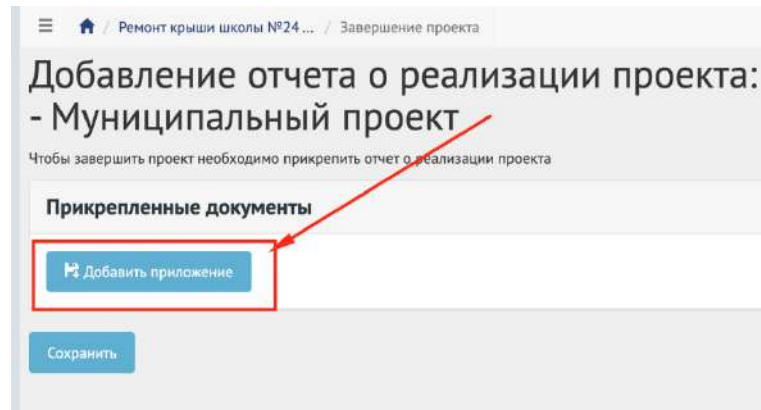 / Ремонт крыши школы №24 ... / Завершение проекта
Добавление отчета о реализации проекта:
- Муниципальный проект
Чтобы завершить проект необходимо прикрепить отчет о реализации проекта
Прикрепленные документы
Добавить приложение
Сохранить